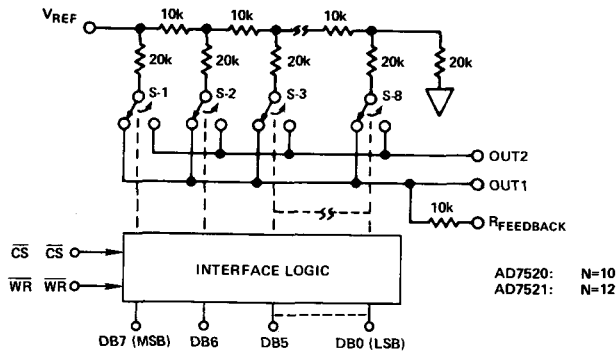 VREF 10k 10k 10k
20k 20k 20k 20k 20k
S-1 S-2 S-3 S-8
OUT2
OUT1
10k
RFEEDBACK
CS CS
WR WR
INTERFACE LOGIC
AD7520: N=10
AD7521: N=12
DB7 (MSB) DB6 DB5 DB0 (LSB)